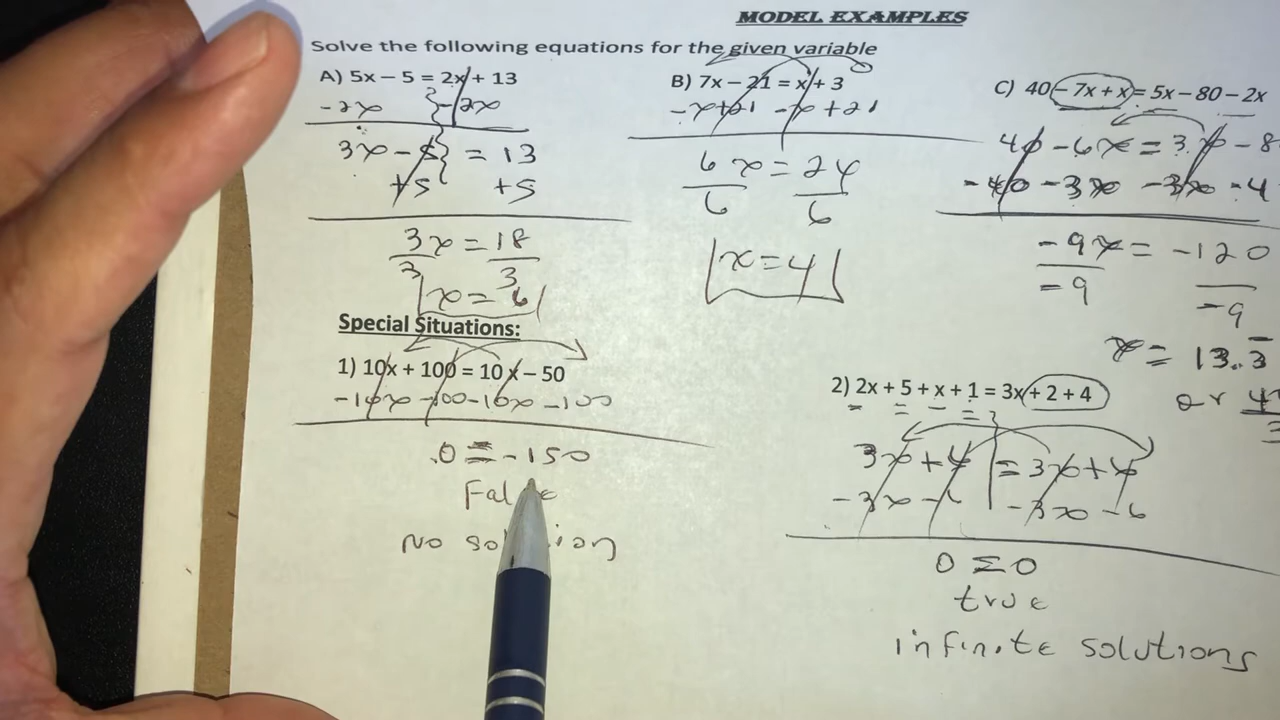 MODEL EXAMPLES
Solve the following equations for the given variable
A) 5x – 5 = 2x + 13
-2x -2x
3x - 5 = 13
+5 +5
3x = 18
3 3
x = 6
B) 7x – 21 = x + 3
-x+21 -x +21
6x = 24
6 6
x = 4
C) 40 – 7x + x = 5x – 80 – 2x
40 - 6x = 3x - 8
-40 -3x -3x -4
-9x = -120
-9 -9
x = 13.3
or 4
3
Special Situations:
1) 10x + 100 = 10x – 50
-10x -100 -10x -100
0 = -150
False
No solution
2) 2x + 5 + x + 1 = 3x + 2 + 4
3x + 6 = 3x + 6
-3x - 6 -3x - 6
0 = 0
true
infinite solutions